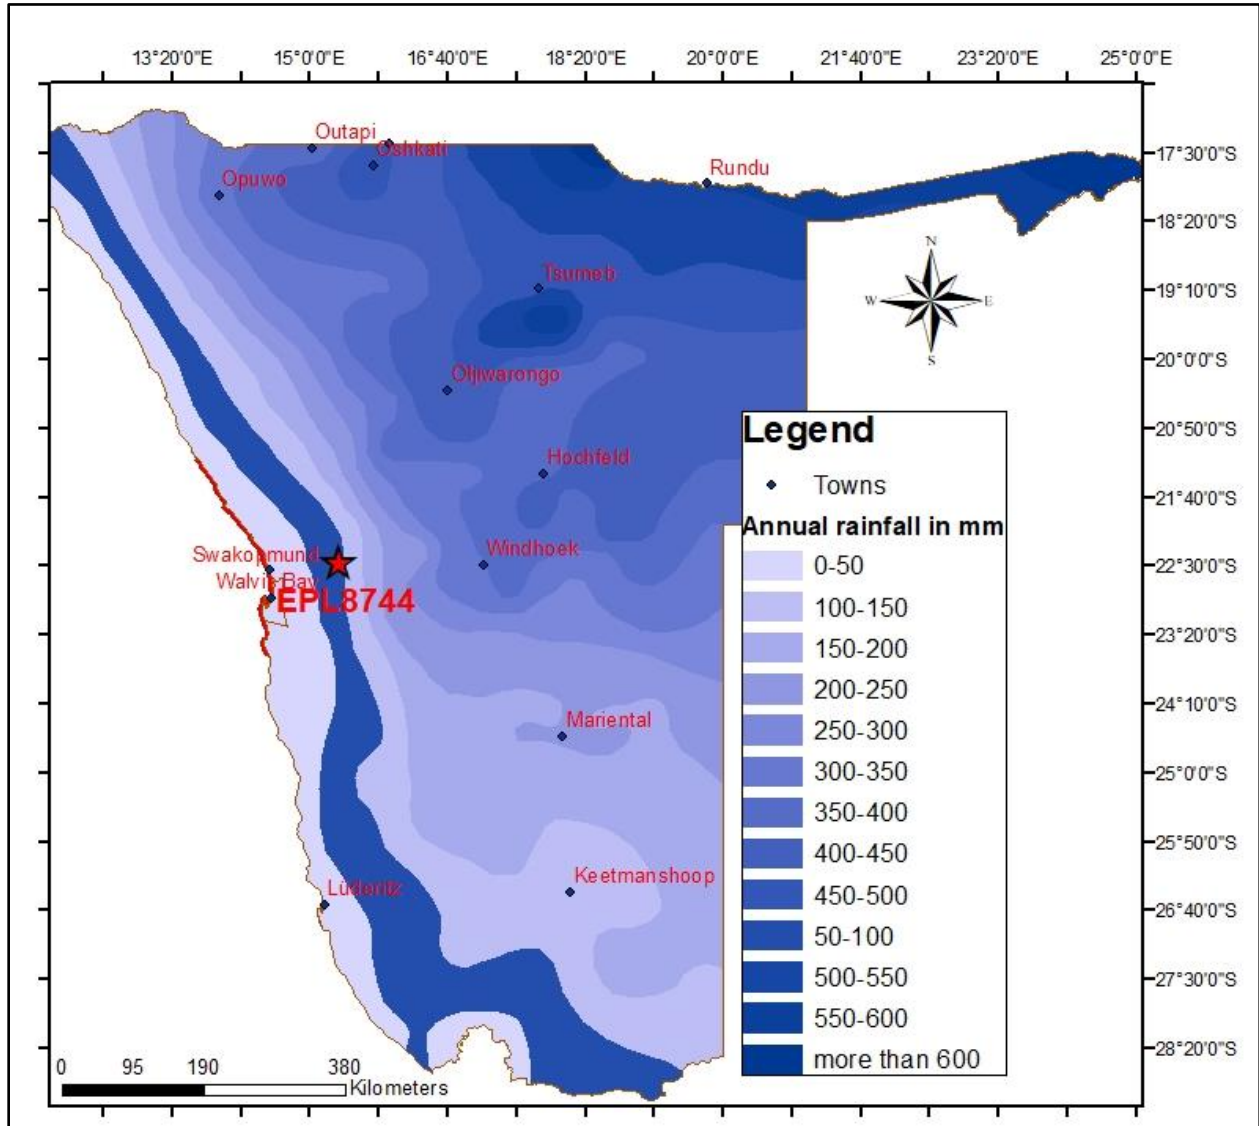 13°20'0"E 15°0'0"E 16°40'0"E 18°20'0"E 20°0'0"E 21°40'0"E 23°20'0"E 25°0'0"E
Outapi
Oshkati
17°30'0"S
Rundu
Opuwo
18°20'0"S
N
Tsumeb
19°10'0"S
W E
S
20°0'0"S
Otjiwarongo
20°50'0"S
Legend
Hochfeld
Towns
21°40'0"S
Annual rainfall in mm
Windhoek
Swakopmund
22°30'0"S
0-50
Walvis Bay
EPL8744
100-150
23°20'0"S
150-200
200-250
24°10'0"S
Mariental
250-300
25°0'0"S
300-350
350-400
25°50'0"S
400-450
Keetmanshoop
Lüderitz
450-500
26°40'0"S
50-100
500-550
27°30'0"S
550-600
28°20'0"S
more than 600
0 95 190 380
Kilometers